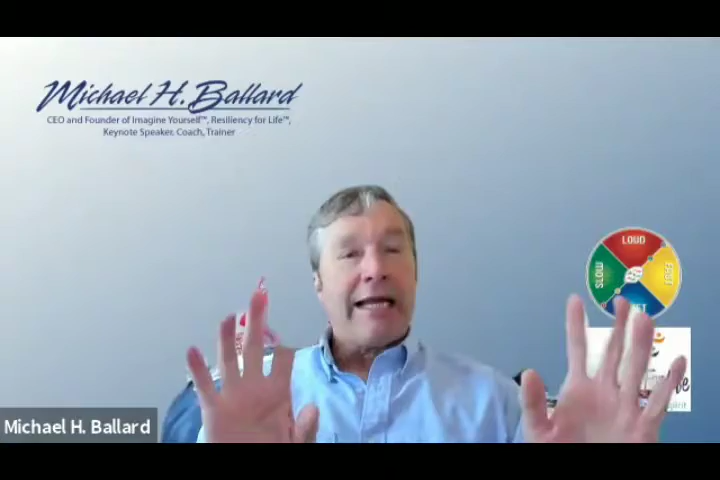 Michael H. Ballard
CEO and Founder of Imagine Yourself™, Resiliency for Life™,
Keynote Speaker, Coach, Trainer
LOUD
FAST
SLOW
Michael H. Ballard